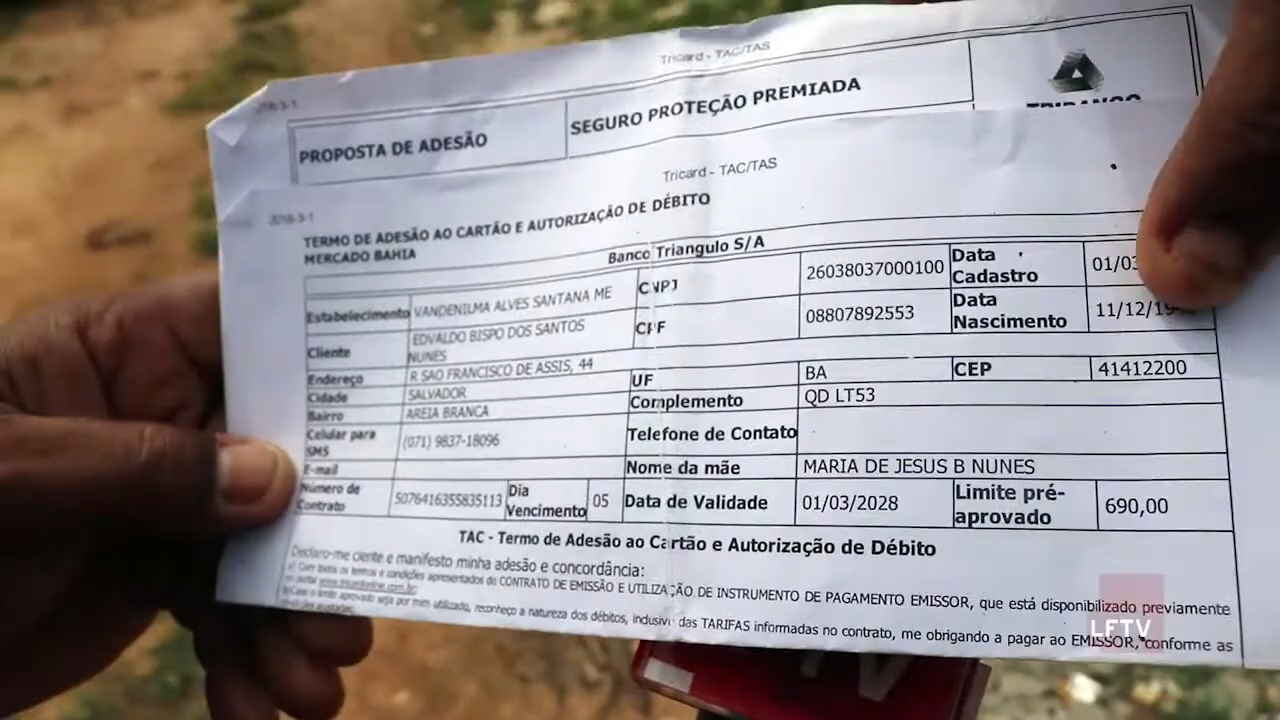 Tricard - TAC/TAS
PROPOSTA DE ADESÃO
SEGURO PROTEÇÃO PREMIADA
TRIBANCO
Tricard - TAC/TAS
2018-3-1
TERMO DE ADESÃO AO CARTÃO E AUTORIZAÇÃO DE DÉBITO
MERCADO BAHIA
Banco Triangulo S/A
Estabelecimento VANDENILMA ALVES SANTANA ME CNPJ 26038037000100 Data Cadastro 01/03
Cliente EDVALDO BISPO DOS SANTOS NUNES CPF 08807892553 Data Nascimento 11/12/19
Endereço R SAO FRANCISCO DE ASSIS, 44 UF BA CEP 41412200
Cidade SALVADOR Complemento QD LT53
Bairro AREIA BRANCA
Celular para SMS (071) 9837-18096 Telefone de Contato
E-mail Nome da mãe MARIA DE JESUS B NUNES
Número de Contrato 5076416355835113 Dia Vencimento 05 Data de Validade 01/03/2028 Limite pré-aprovado 690,00
TAC - Termo de Adesão ao Cartão e Autorização de Débito
Declaro-me ciente e manifesto minha adesão e concordância:
a) Com todos os termos e condições apresentados do CONTRATO DE EMISSÃO E UTILIZAÇÃO DE INSTRUMENTO DE PAGAMENTO EMISSOR, que está disponibilizado previamente
portal www.tricardonline.com.br;
Caso o limite aprovado seja por mim utilizado, reconheço a natureza dos débitos, inclusive das TARIFAS informadas no contrato, me obrigando a pagar ao EMISSOR, conforme as
LFTV
TV